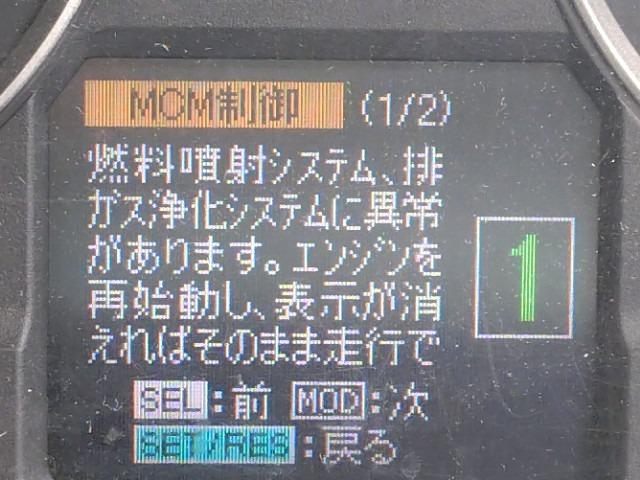 MCM制御 (1/2)
燃料噴射システム、排
ガス浄化システムに異常
があります。エンジンを
再始動し、表示が消
えればそのまま走行で
1
SEL:前 MOD:次
SET/RES:戻る